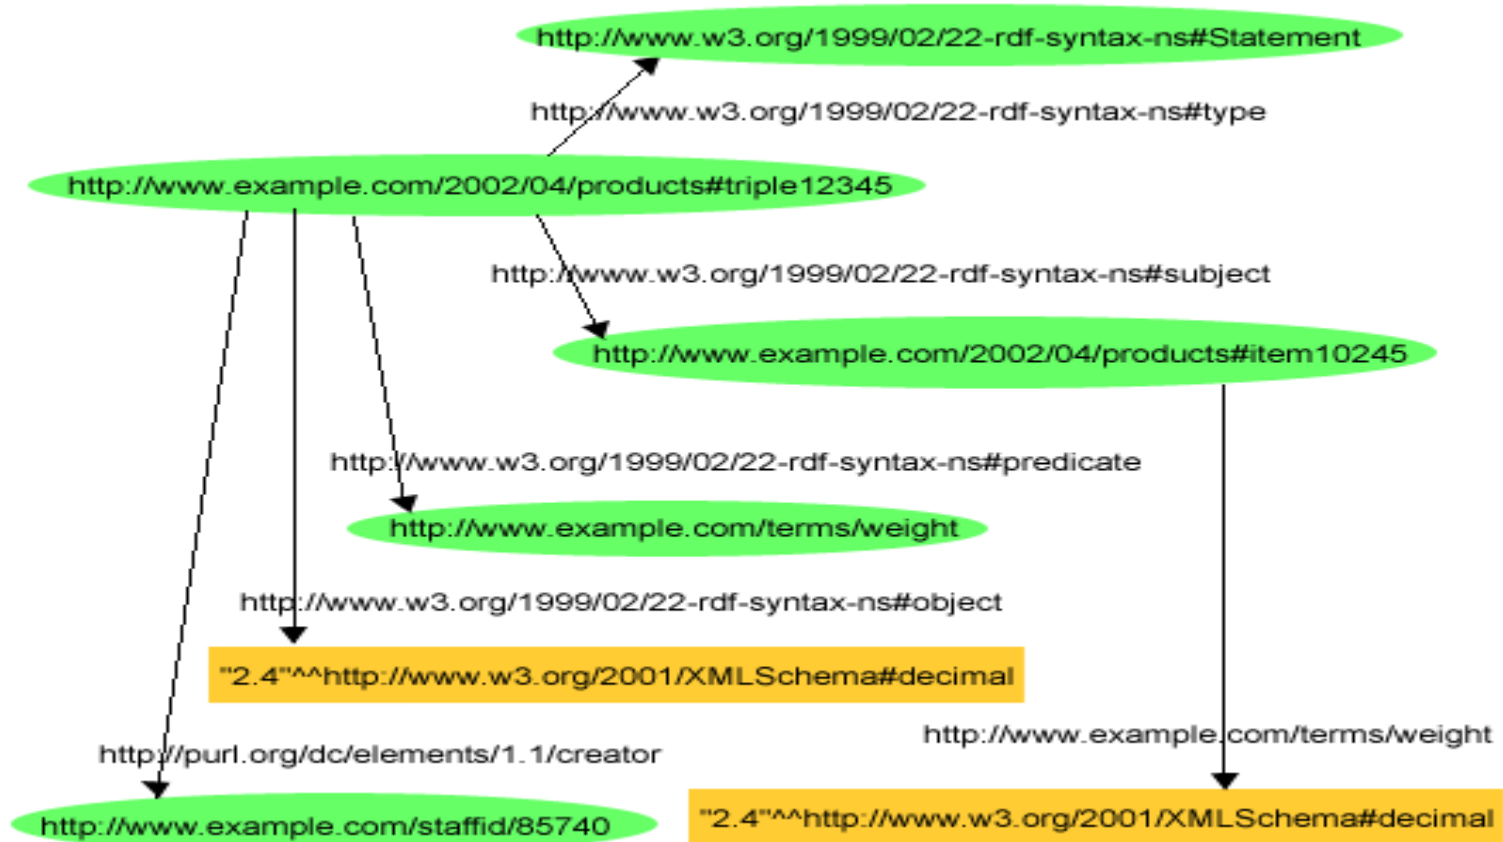 http://www.w3.org/1999/02/22-rdf-syntax-ns#Statement
http://www.w3.org/1999/02/22-rdf-syntax-ns#type
http://www.example.com/2002/04/products#triple12345
http://www.w3.org/1999/02/22-rdf-syntax-ns#subject
http://www.example.com/2002/04/products#item10245
http://www.w3.org/1999/02/22-rdf-syntax-ns#predicate
http://www.example.com/terms/weight
http://www.w3.org/1999/02/22-rdf-syntax-ns#object
"2.4"^^http://www.w3.org/2001/XMLSchema#decimal
http://www.example.com/terms/weight
http://purl.org/dc/elements/1.1/creator
"2.4"^^http://www.w3.org/2001/XMLSchema#decimal
http://www.example.com/staffid/85740